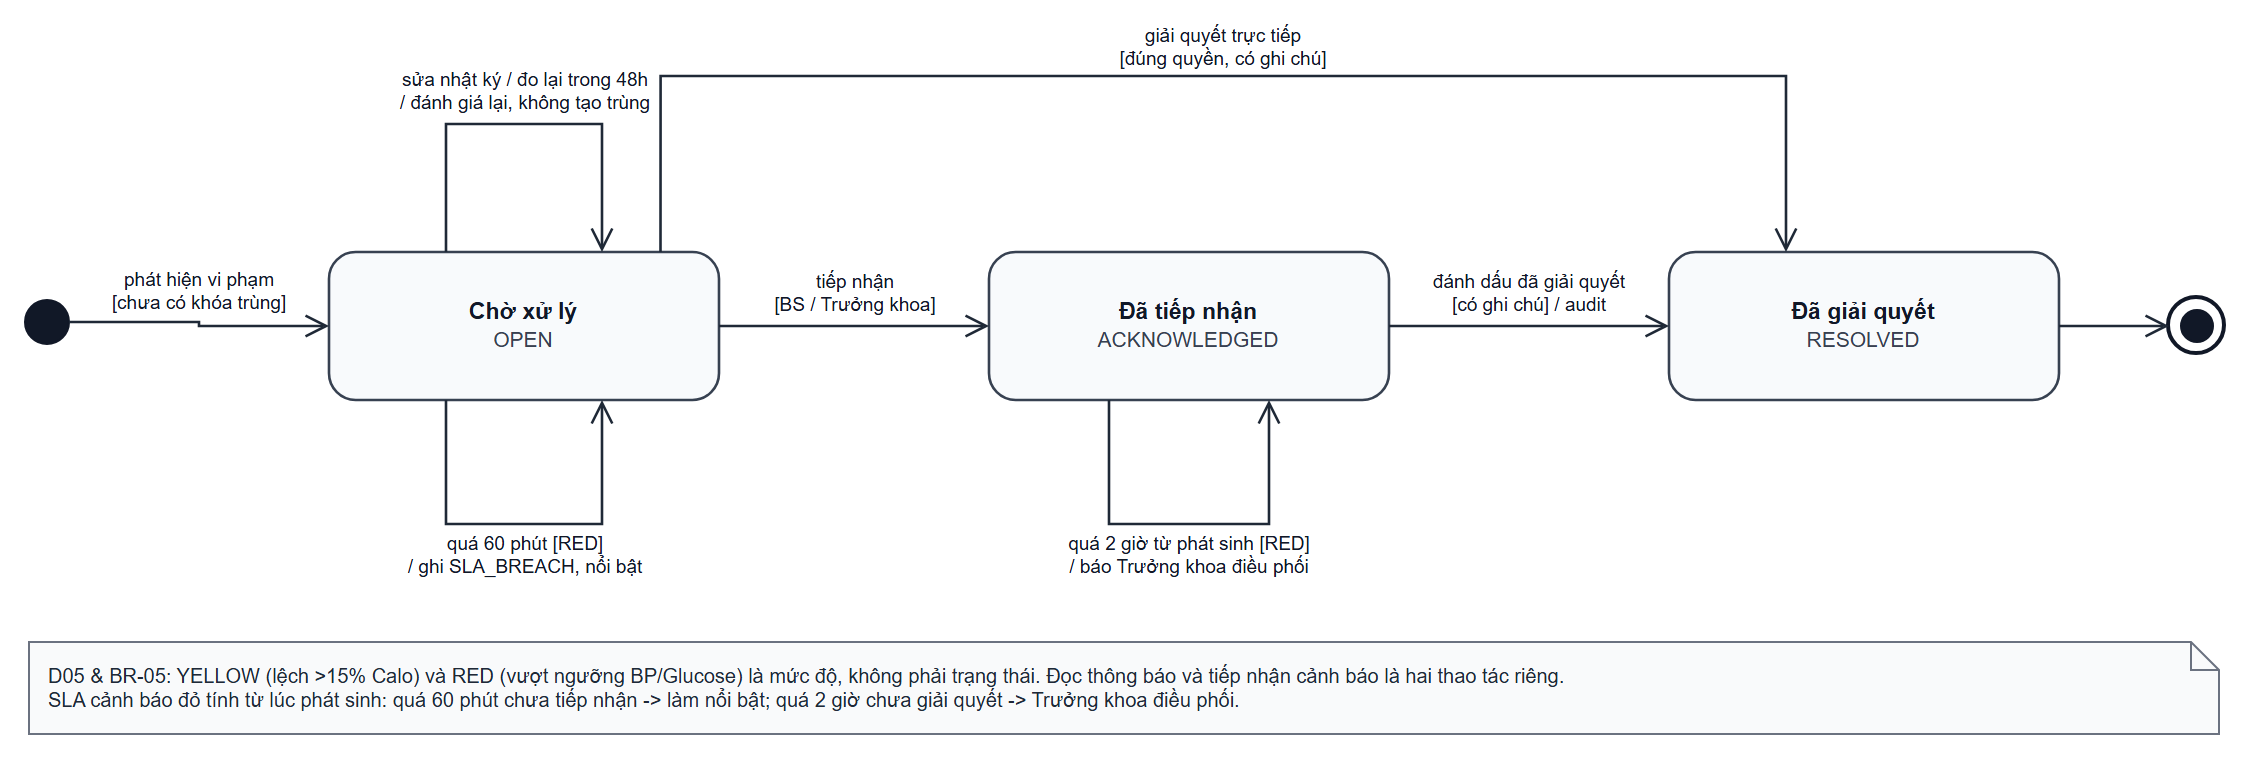 giải quyết trực tiếp
[đúng quyền, có ghi chú]
sửa nhật ký / đo lại trong 48h
/ đánh giá lại, không tạo trùng
phát hiện vi phạm
[chưa có khóa trùng]
Chờ xử lý
OPEN
tiếp nhận
[BS / Trưởng khoa]
Đã tiếp nhận
ACKNOWLEDGED
đánh dấu đã giải quyết
[có ghi chú] / audit
Đã giải quyết
RESOLVED
quá 60 phút [RED]
/ ghi SLA_BREACH, nổi bật
quá 2 giờ từ phát sinh [RED]
/ báo Trưởng khoa điều phối
D05 & BR-05: YELLOW (lệch >15% Calo) và RED (vượt ngưỡng BP/Glucose) là mức độ, không phải trạng thái. Đọc thông báo và tiếp nhận cảnh báo là hai thao tác riêng.
SLA cảnh báo đỏ tính từ lúc phát sinh: quá 60 phút chưa tiếp nhận -> làm nổi bật; quá 2 giờ chưa giải quyết -> Trưởng khoa điều phối.